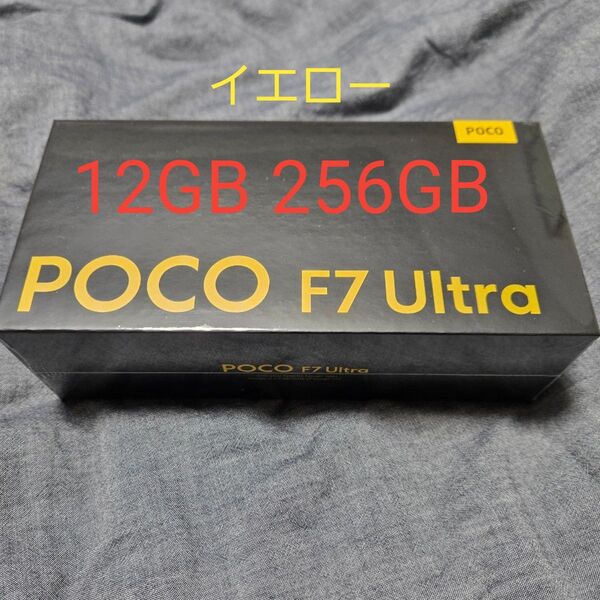 イエロー
POCO
12GB 256GB
POCO F7 Ultra
POCO F7 Ultra